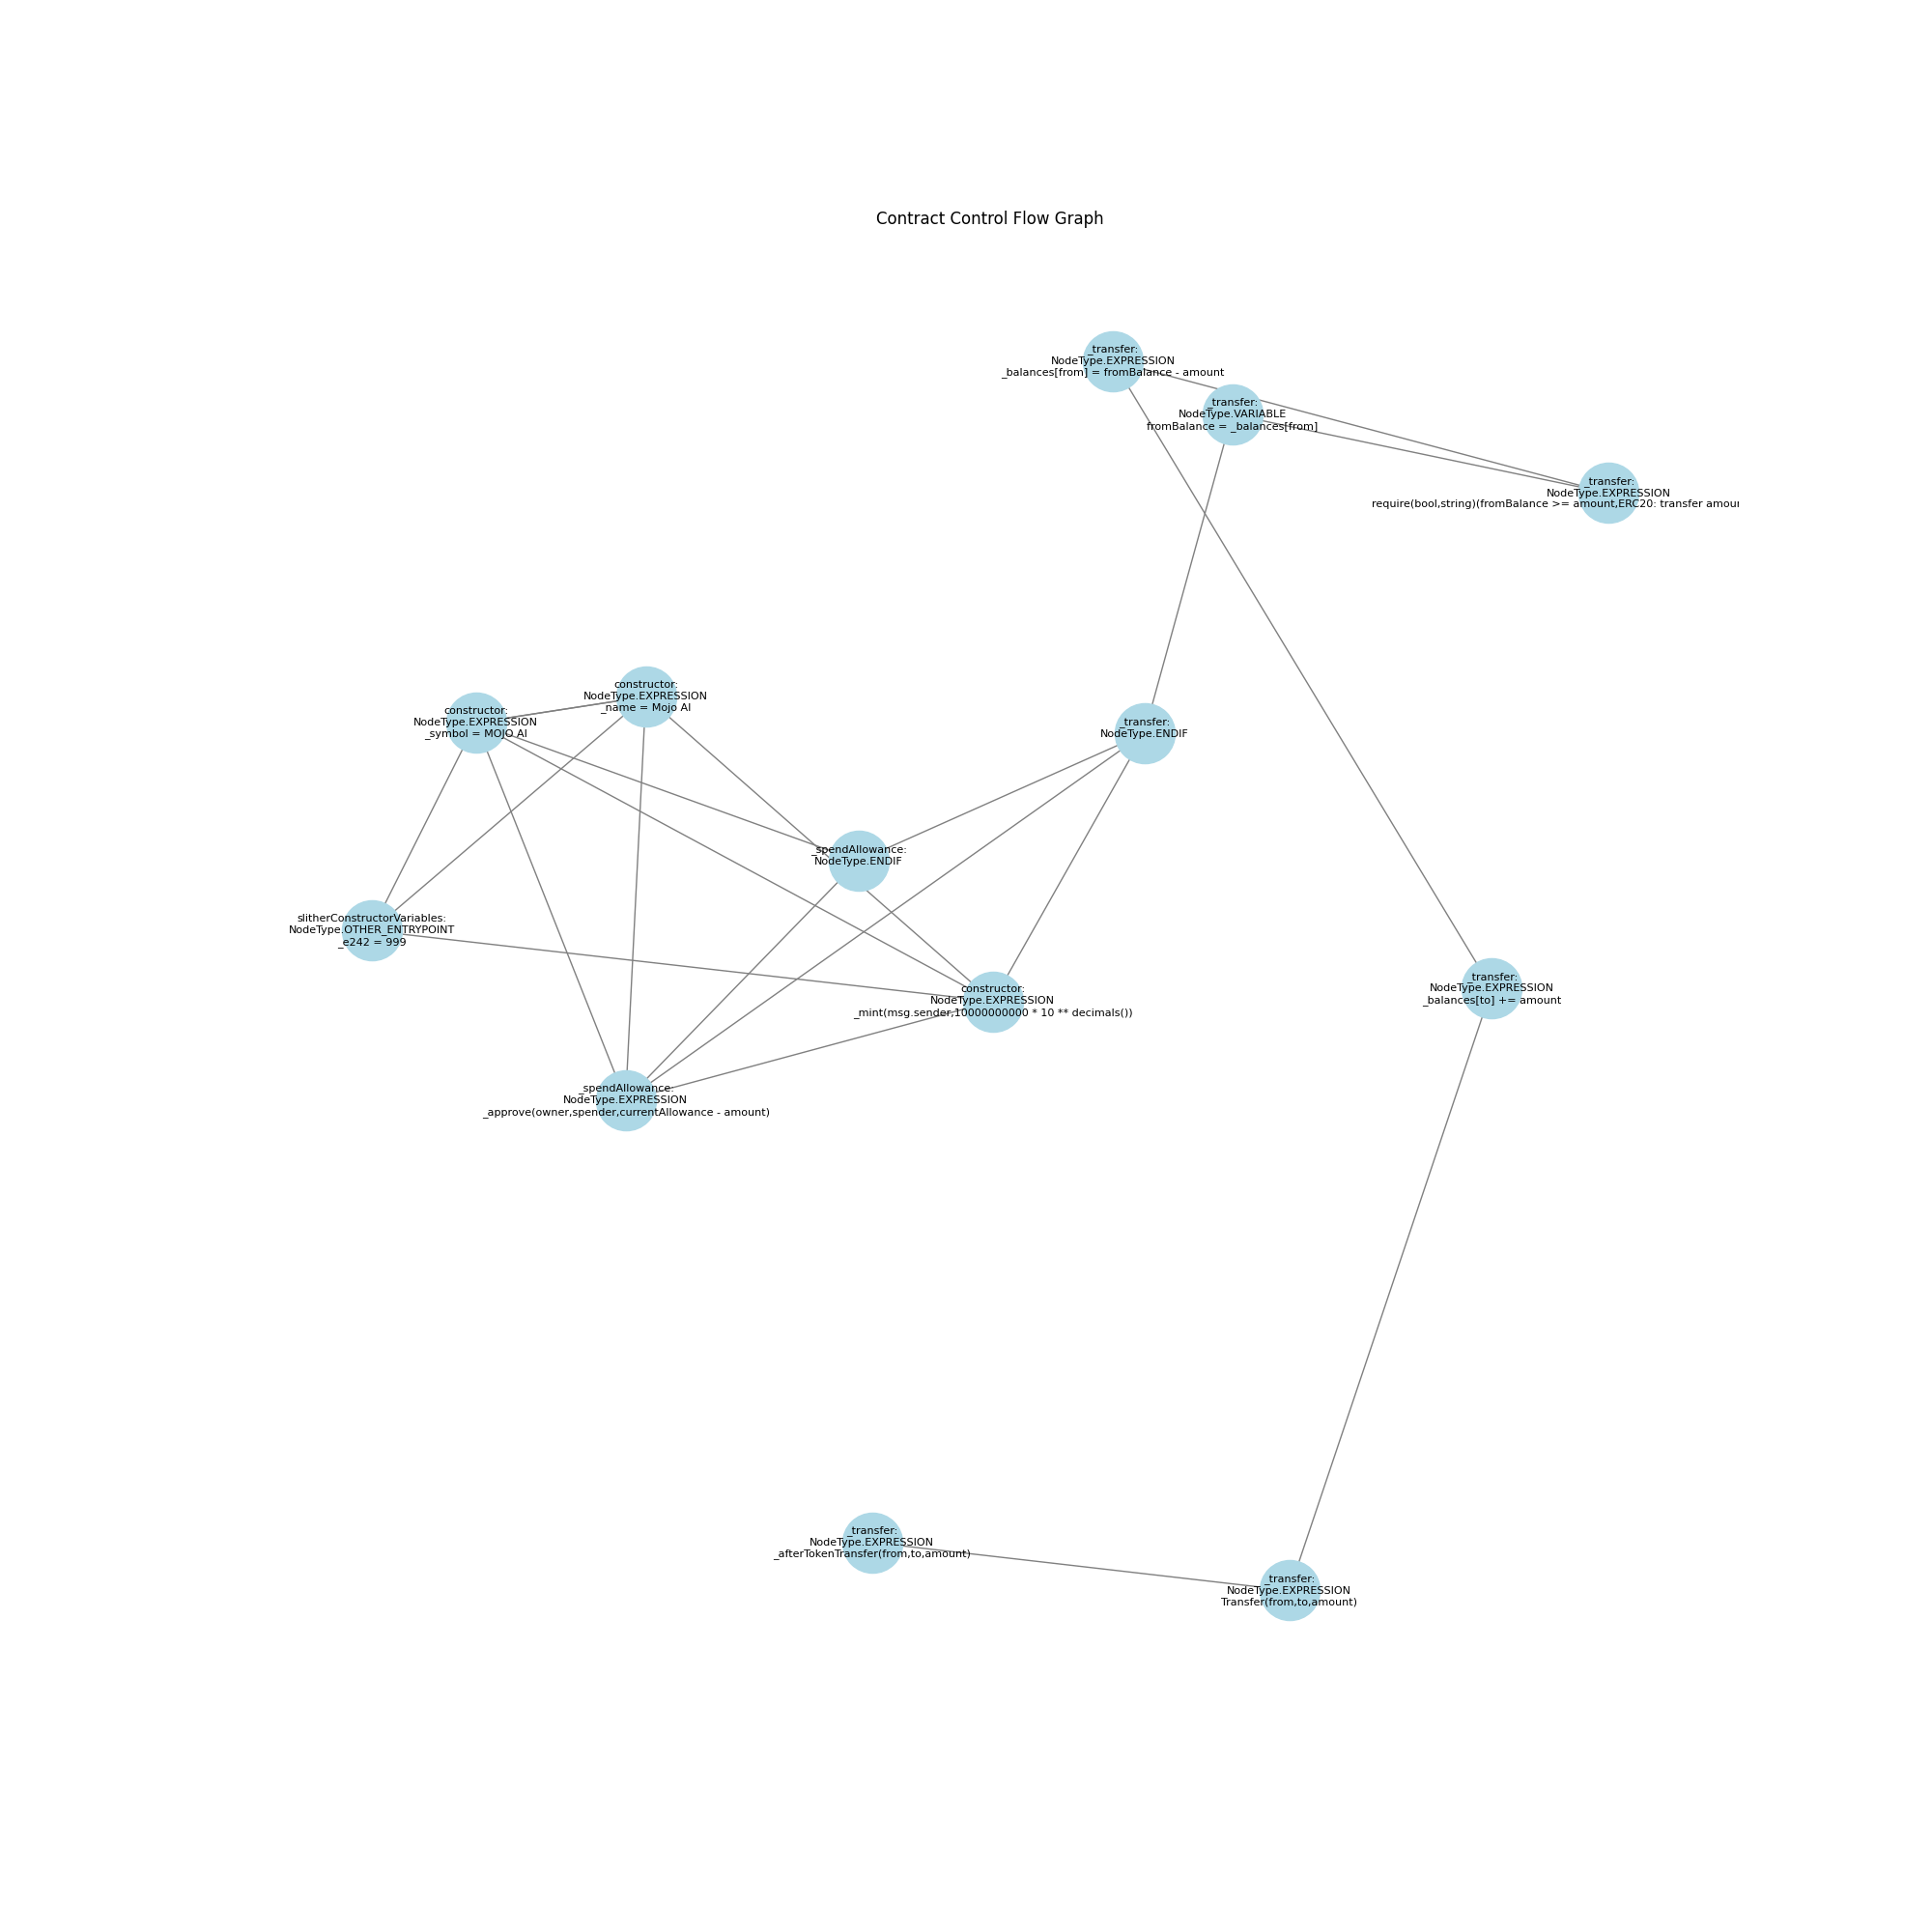 Contract Control Flow Graph
_transfer:
NodeType.EXPRESSION
_balances[from] = fromBalance - amount
_transfer:
NodeType.VARIABLE
fromBalance = _balances[from]
_transfer:
NodeType.EXPRESSION
require(bool,string)(fromBalance >= amount,ERC20: transfer amou
constructor:
NodeType.EXPRESSION
_name = Mojo AI
constructor:
NodeType.EXPRESSION
_symbol = MOJO AI
_transfer:
NodeType.ENDIF
_spendAllowance:
NodeType.ENDIF
slitherConstructorVariables:
NodeType.OTHER_ENTRYPOINT
_e242 = 999
_transfer:
NodeType.EXPRESSION
_balances[to] += amount
constructor:
NodeType.EXPRESSION
_mint(msg.sender,10000000000 * 10 ** decimals())
_spendAllowance:
NodeType.EXPRESSION
_approve(owner,spender,currentAllowance - amount)
_transfer:
NodeType.EXPRESSION
_afterTokenTransfer(from,to,amount)
_transfer:
NodeType.EXPRESSION
Transfer(from,to,amount)